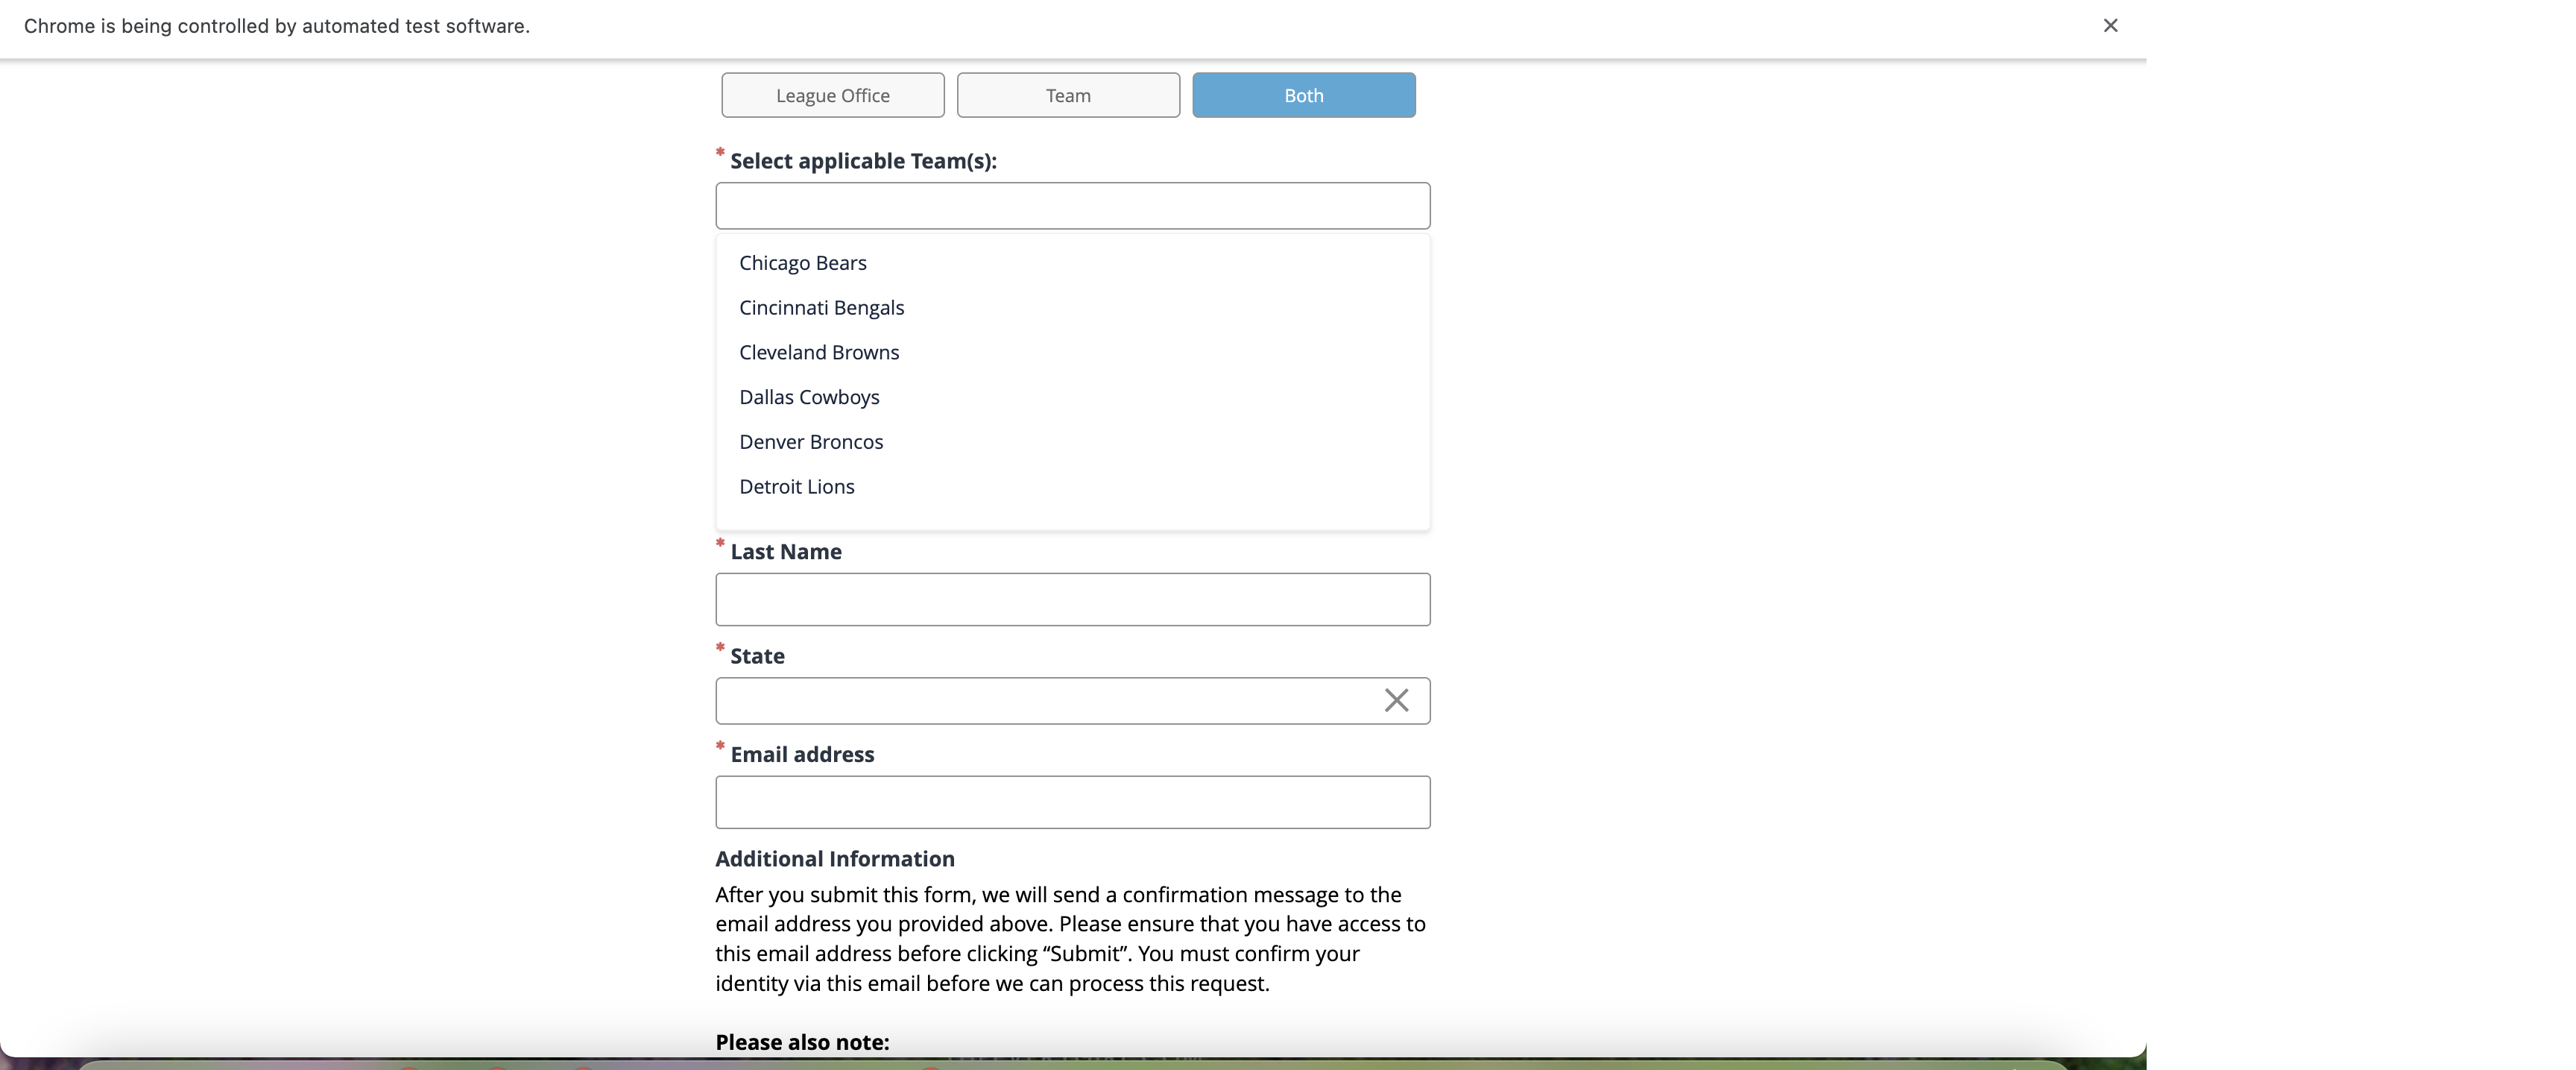 Chrome is being controlled by automated test software.
League Office
Team
Both
* Select applicable Team(s):
Chicago Bears
Cincinnati Bengals
Cleveland Browns
Dallas Cowboys
Denver Broncos
Detroit Lions
* Last Name
* State
* Email address
Additional Information
After you submit this form, we will send a confirmation message to the
email address you provided above. Please ensure that you have access to
this email address before clicking “Submit”. You must confirm your
identity via this email before we can process this request.
Please also note: